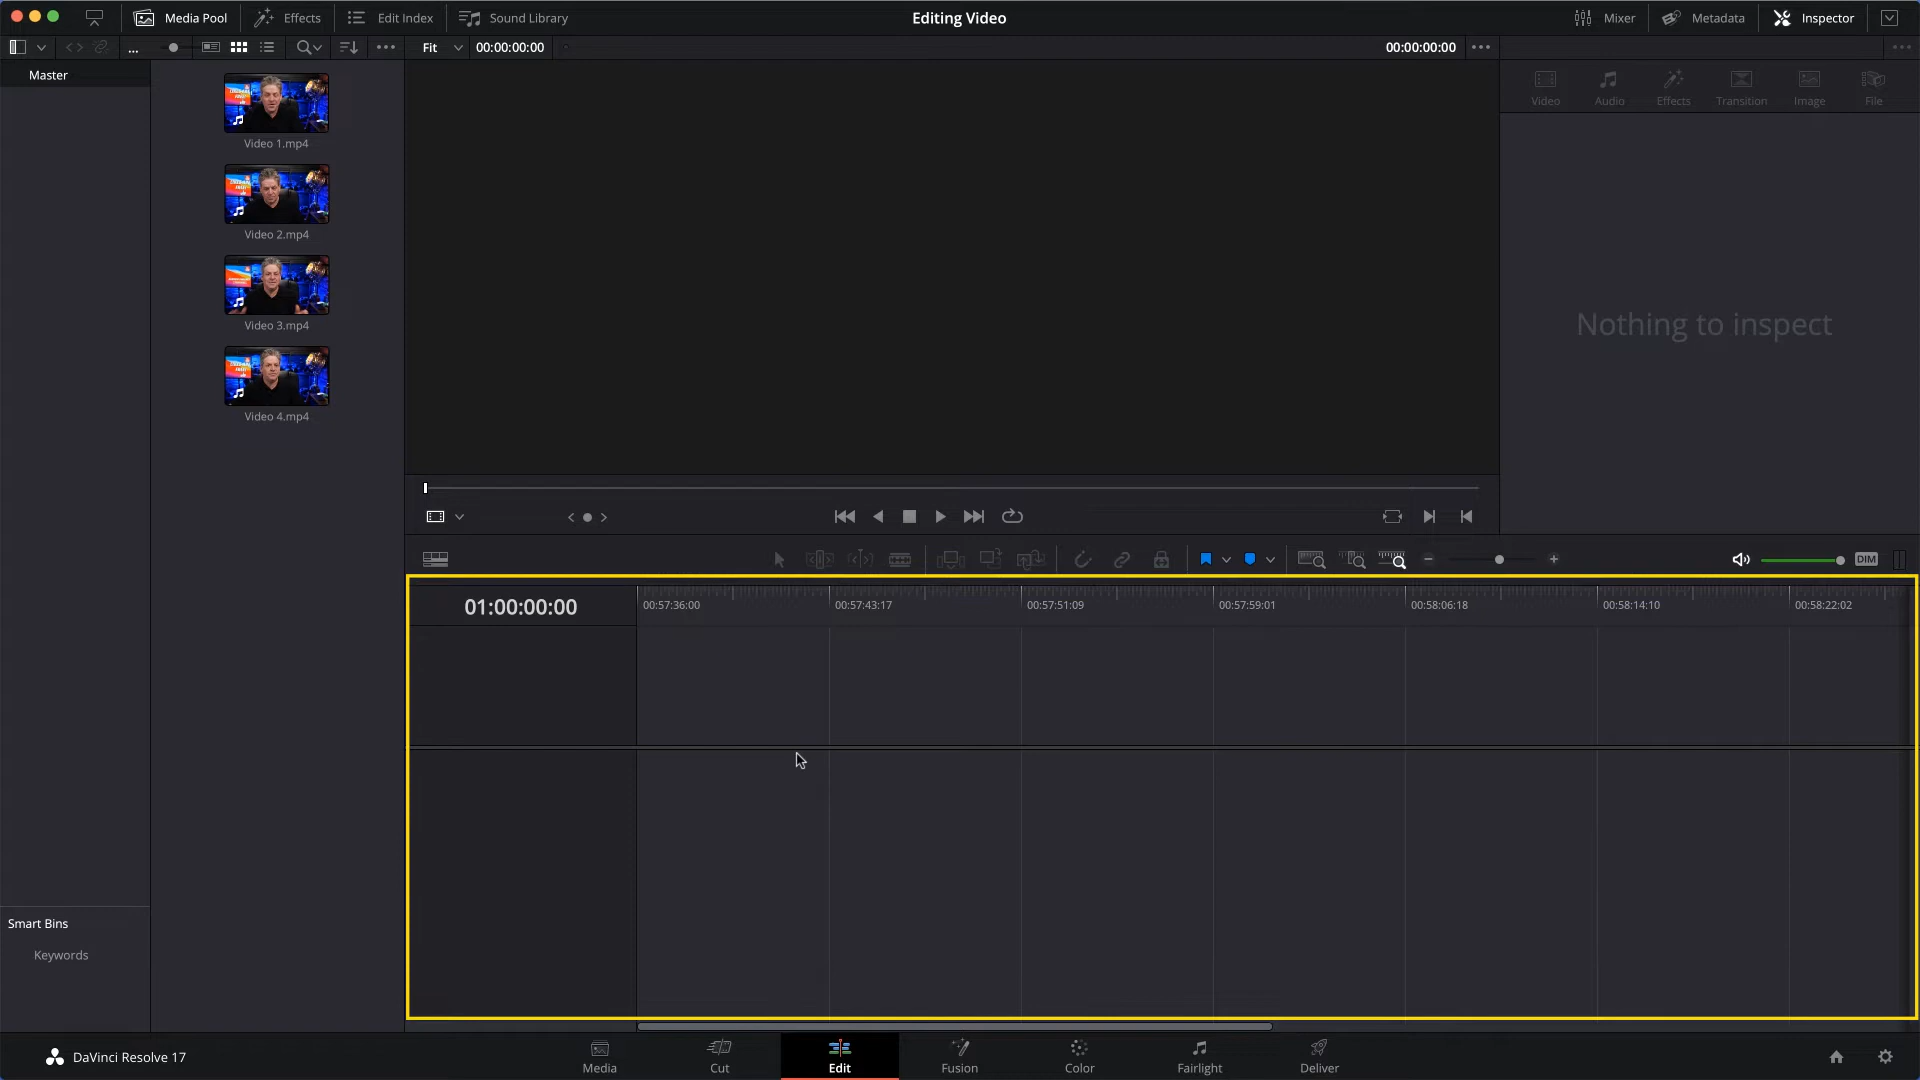 Media Pool
Effects
Edit Index
Sound Library
Editing Video
Mixer
Metadata
Inspector
Fit
00:00:00:00
00:00:00:00
Master
Video 1.mp4
Video 2.mp4
Video 3.mp4
Video 4.mp4
Video
Audio
Effects
Transition
Image
File
Nothing to inspect
DIM
01:00:00:00
00:57:36:00
00:57:43:17
00:57:51:09
00:57:59:01
00:58:06:18
00:58:14:10
00:58:22:02
Smart Bins
Keywords
DaVinci Resolve 17
Media
Cut
Edit
Fusion
Color
Fairlight
Deliver